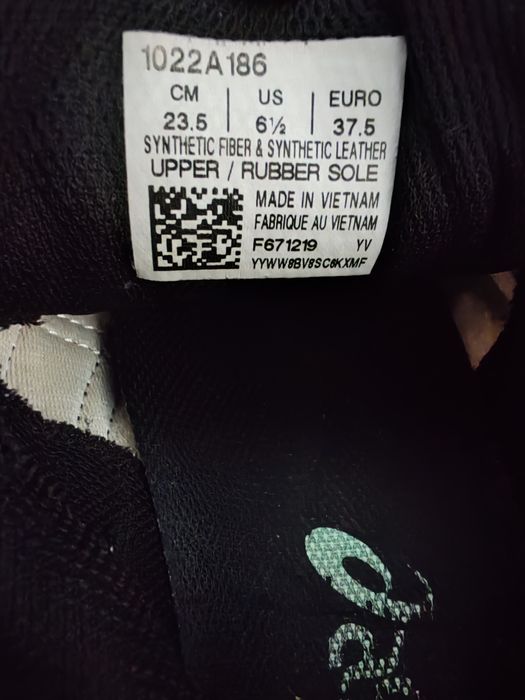 1022A186
CM | US | EURO
23.5 | 6½ | 37.5
SYNTHETIC FIBER & SYNTHETIC LEATHER
UPPER / RUBBER SOLE
MADE IN VIETNAM
FABRIQUE AU VIETNAM
F671219 YV
YYWW8BV8SC6KXMF